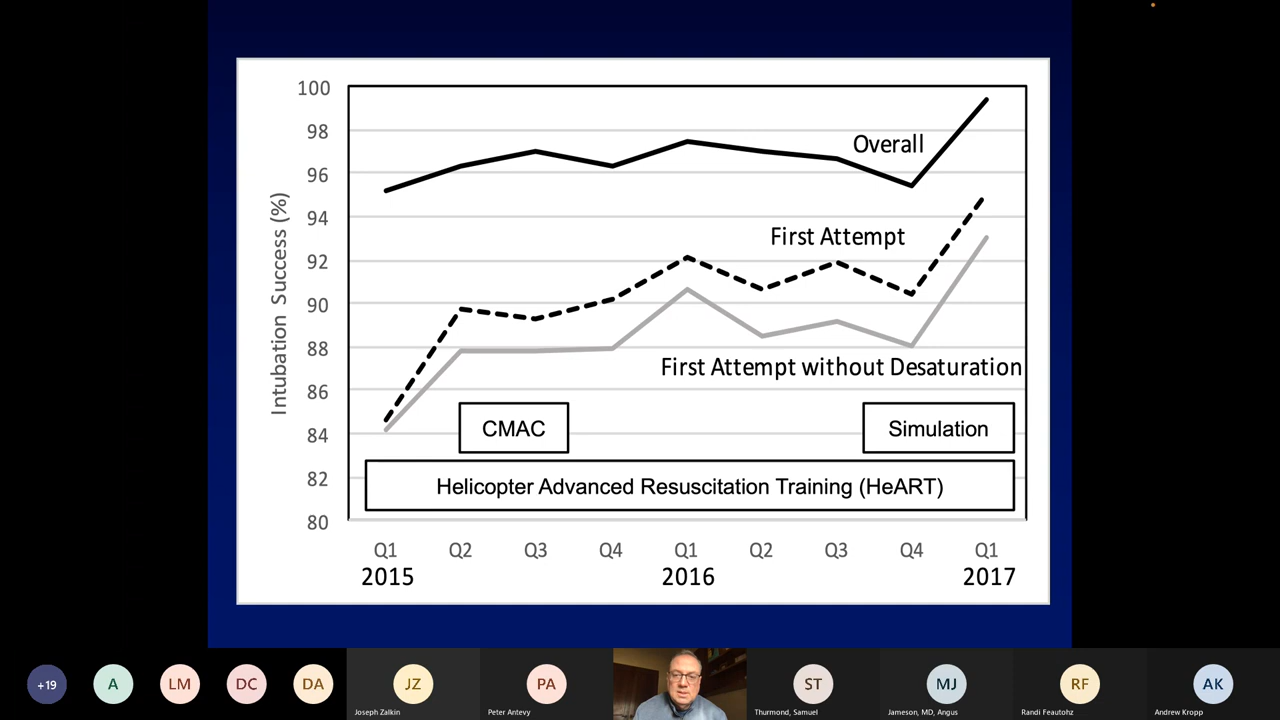 100
98
96
94
92
90
88
86
84
82
80
Intubation Success (%)
Overall
First Attempt
First Attempt without Desaturation
CMAC
Simulation
Helicopter Advanced Resuscitation Training (HeART)
Q1 Q2 Q3 Q4 Q1 Q2 Q3 Q4 Q1
2015 2016 2017
+19 A LM DC DA JZ PA ST MJ RF AK
Joseph Zalkin Peter Antevy Thurmond, Samuel Jameson, MD, Angus Randi Feautohz Andrew Kropp